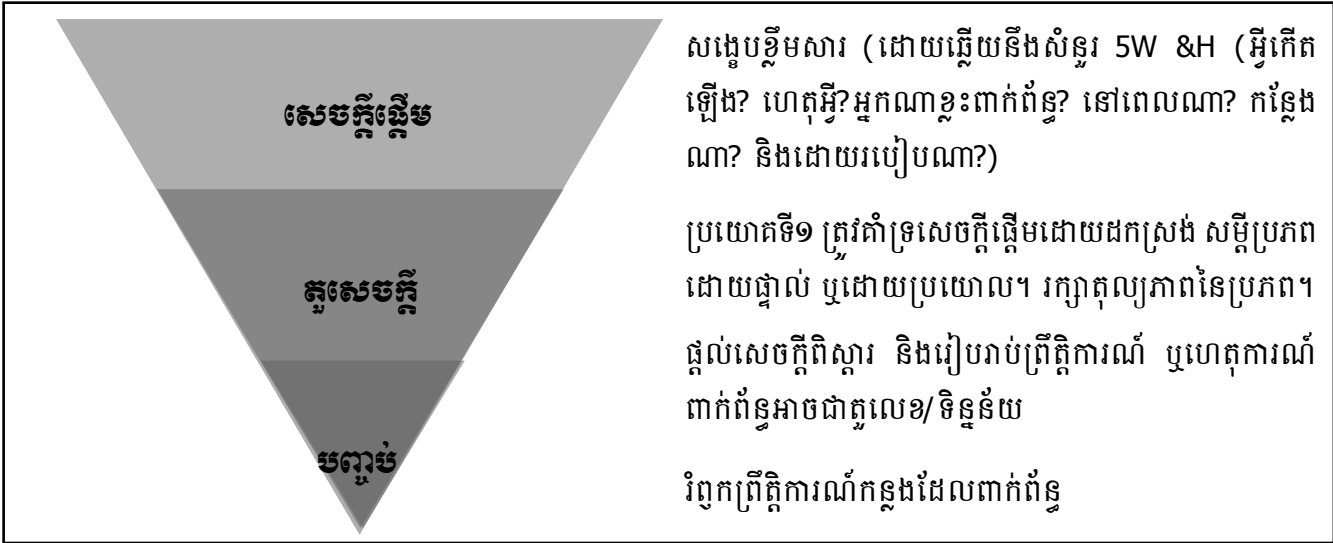 សេចក្តីផ្តើម
តួសេចក្តី
បញ្ចប់
សង្ខេបខ្លឹមសារ (ដោយឆ្លើយនឹងសំនួរ 5W &H (អ្វីកើត
ឡើង? ហេតុអ្វី?អ្នកណាខ្លះពាក់ព័ន្ធ? នៅពេលណា? កន្លែង
ណា? និងដោយរបៀបណា?)
ប្រយោគទី១ ត្រូវគាំទ្រសេចក្តីផ្តើមដោយដកស្រង់ សម្តីប្រភព
ដោយផ្ទាល់ ឬដោយប្រយោល។ រក្សាតុល្យភាពនៃប្រភព។
ផ្តល់សេចក្តីពិស្តារ និងរៀបរាប់ព្រឹត្តិការណ៍ ឬហេតុការណ៍
ពាក់ព័ន្ធអាចជាតួលេខ/ទិន្នន័យ
រំព្ញកព្រឹត្តិការណ៍កន្លងដែលពាក់ព័ន្ធ